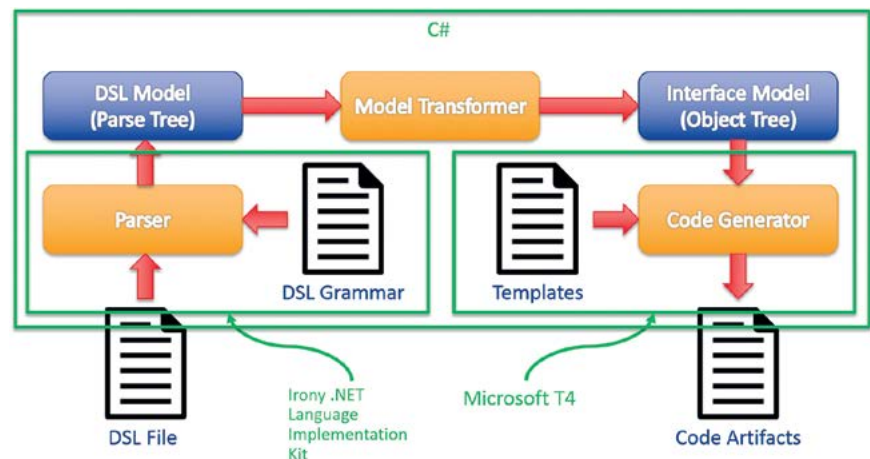 C#
DSL Model
(Parse Tree)
Model Transformer
Interface Model
(Object Tree)
Parser
DSL Grammar
Templates
Code Generator
DSL File
Irony .NET
Language
Implementation
Kit
Microsoft T4
Code Artifacts